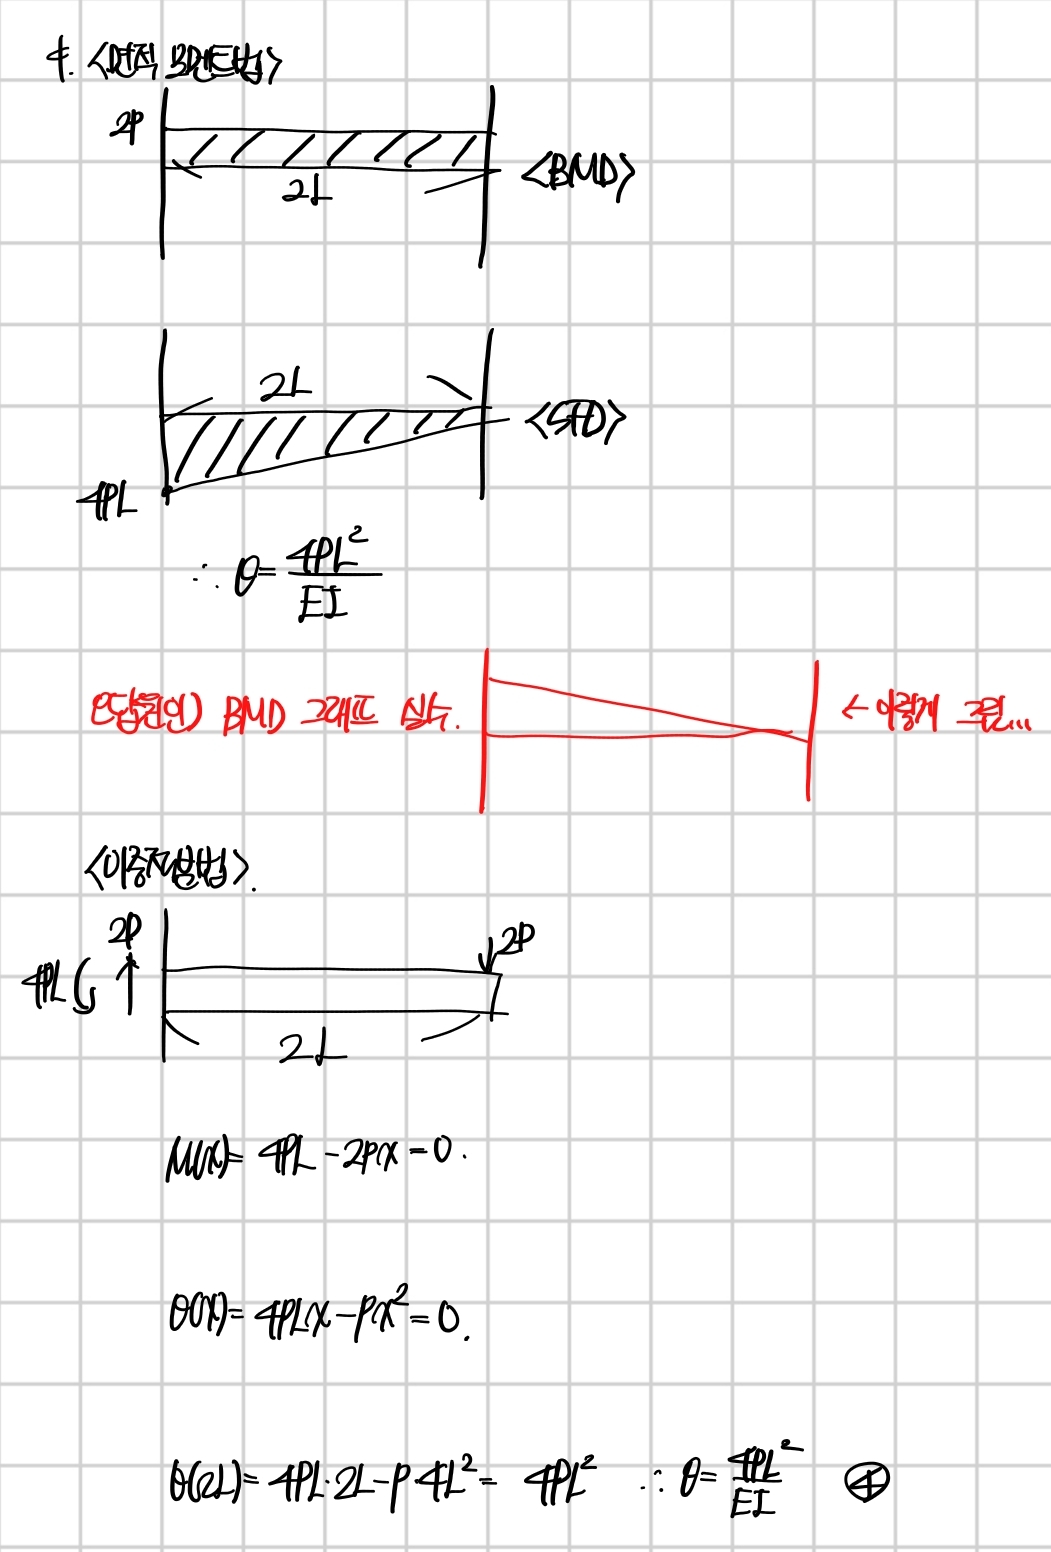 4. <면적 모멘트법>
2P
2L
<BMD>
2L
<SFD>
4PL
∴ θ = 4PL² / EI
오답원인) BMD 그래프 실수. ← 이렇게 그림...
<이중적분법>.
2P
2P
4PL
2L
M(x) = 4PL - 2Px = 0.
θ(x) = 4PLx - Px² = 0.
θ(2L) = 4PL·2L - P·4L² = 4PL² ∴ θ = 4PL² / EI ④